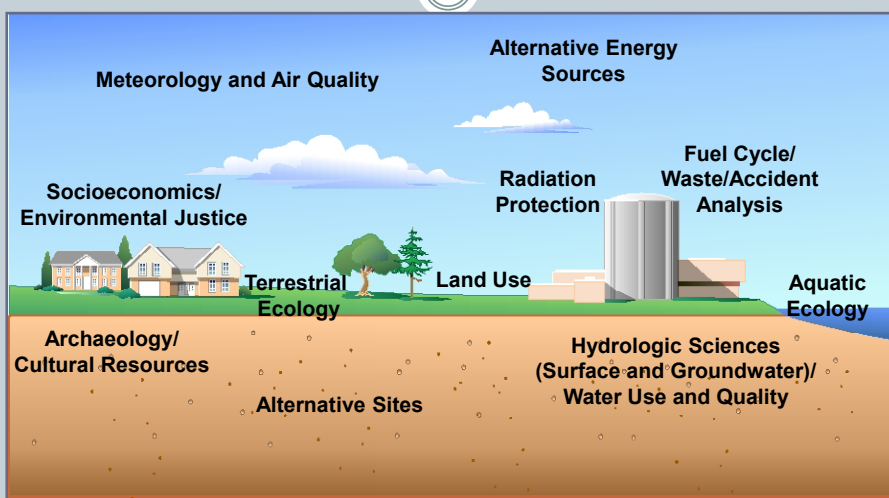 Meteorology and Air Quality
Alternative Energy
Sources
Socioeconomics/
Environmental Justice
Radiation
Protection
Fuel Cycle/
Waste/Accident
Analysis
Terrestrial
Ecology
Land Use
Aquatic
Ecology
Archaeology/
Cultural Resources
Alternative Sites
Hydrologic Sciences
(Surface and Groundwater)/
Water Use and Quality